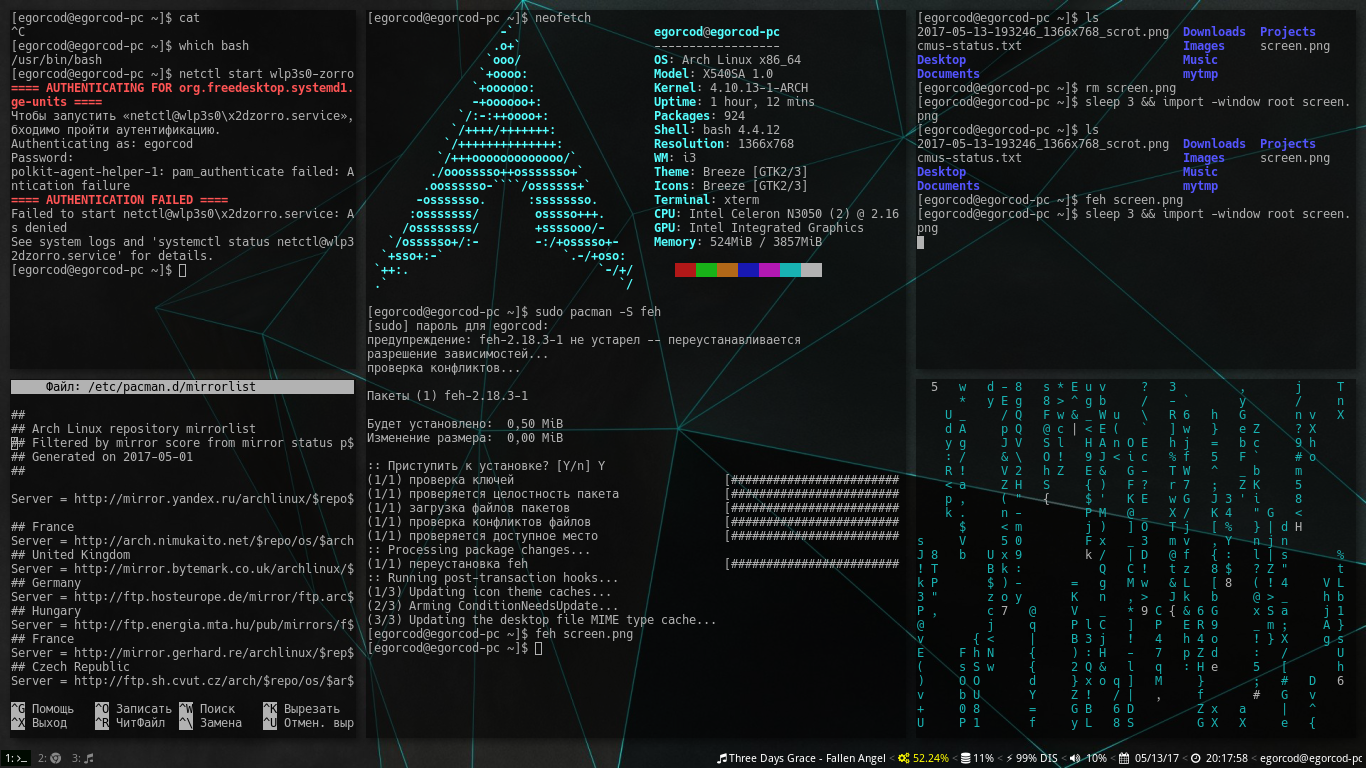 [egorcod@egorcod-pc ~]$ cat
^C
[egorcod@egorcod-pc ~]$ which bash
/usr/bin/bash
[egorcod@egorcod-pc ~]$ netctl start wlp3s0-zorro
==== AUTHENTICATING FOR org.freedesktop.systemd1.
ge-units ====
Чтобы запустить «netctl@wlp3s0\x2dzorro.service»,
бходимо пройти аутентификацию.
Authenticating as: egorcod
Password:
polkit-agent-helper-1: pam_authenticate failed: A
ntication failure
==== AUTHENTICATION FAILED ====
Failed to start netctl@wlp3s0\x2dzorro.service: A
s denied
See system logs and 'systemctl status netctl@wlp3
2dzorro.service' for details.
[egorcod@egorcod-pc ~]$
Файл: /etc/pacman.d/mirrorlist
##
## Arch Linux repository mirrorlist
## Filtered by mirror score from mirror status p$
## Generated on 2017-05-01
##
Server = http://mirror.yandex.ru/archlinux/$repo$
## France
Server = http://arch.nimukaito.net/$repo/os/$arch
## United Kingdom
Server = http://mirror.bytemark.co.uk/archlinux/$
## Germany
Server = http://ftp.hosteurope.de/mirror/ftp.arc$
## Hungary
Server = http://ftp.energia.mta.hu/pub/mirrors/f$
## France
Server = http://mirror.gerhard.re/archlinux/$rep$
## Czech Republic
Server = http://ftp.sh.cvut.cz/arch/$repo/os/$ar$
^G Помощь ^O Записать ^W Поиск ^K Вырезать
^X Выход ^R ЧитФайл ^\ Замена ^U Отмен. выр
[egorcod@egorcod-pc ~]$ neofetch
egorcod@egorcod-pc
------------------
OS: Arch Linux x86_64
Model: X540SA 1.0
Kernel: 4.10.13-1-ARCH
Uptime: 1 hour, 12 mins
Packages: 924
Shell: bash 4.4.12
Resolution: 1366x768
WM: i3
Theme: Breeze [GTK2/3]
Icons: Breeze [GTK2/3]
Terminal: xterm
CPU: Intel Celeron N3050 (2) @ 2.16
GPU: Intel Integrated Graphics
Memory: 524MiB / 3857MiB
[egorcod@egorcod-pc ~]$ sudo pacman -S feh
[sudo] пароль для egorcod:
предупреждение: feh-2.18.3-1 не устарел -- переустанавливается
разрешение зависимостей...
проверка конфликтов...
Пакеты (1) feh-2.18.3-1
Будет установлено: 0,50 MiB
Изменение размера: 0,00 MiB
:: Приступить к установке? [Y/n] Y
(1/1) проверка ключей [########################
(1/1) проверяется целостность пакета [########################
(1/1) загрузка файлов пакетов [########################
(1/1) проверка конфликтов файлов [########################
(1/1) проверяется доступное место [########################
:: Processing package changes...
(1/1) переустановка feh [########################
:: Running post-transaction hooks...
(1/3) Updating icon theme caches...
(2/3) Arming ConditionNeedsUpdate...
(3/3) Updating the desktop file MIME type cache...
[egorcod@egorcod-pc ~]$ feh screen.png
[egorcod@egorcod-pc ~]$
[egorcod@egorcod-pc ~]$ ls
2017-05-13-193246_1366x768_scrot.png Downloads Projects
cmus-status.txt Images screen.png
Desktop Music
Documents mytmp
[egorcod@egorcod-pc ~]$ rm screen.png
[egorcod@egorcod-pc ~]$ sleep 3 && import -window root screen.
png
[egorcod@egorcod-pc ~]$ ls
2017-05-13-193246_1366x768_scrot.png Downloads Projects
cmus-status.txt Images screen.png
Desktop Music
Documents mytmp
[egorcod@egorcod-pc ~]$ feh screen.png
[egorcod@egorcod-pc ~]$ sleep 3 && import -window root screen.
png
1: 2: 3:
Three Days Grace - Fallen Angel < 52.24% < 11% < 99% DIS < 10% < 05/13/17 < 20:17:58 < egorcod@egorcod-pc